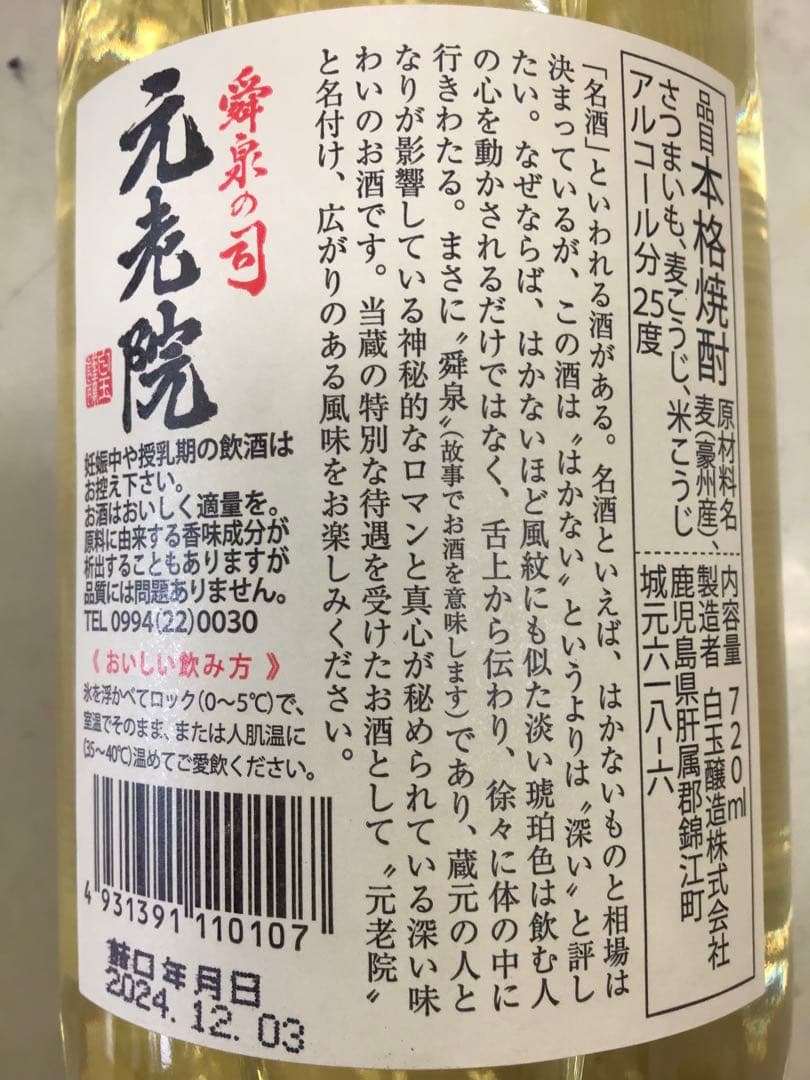 品目 本格焼酎 原材料名 麦(豪州産)、
さつまいも、麦こうじ、米こうじ
アルコール分 25度
内容量 720ml
製造者 白玉醸造株式会社
鹿児島県肝属郡錦江町
城元六一八-六
「名酒」といわれる酒がある。名酒といえば、はかないものと相場は
決まっているが、この酒は〝はかない〟というよりは〝深い〟と評し
たい。なぜならば、はかないほど風紋にも似た淡い琥珀色は飲む人
の心を動かされるだけではなく、舌上から伝わり、徐々に体の中に
行きわたる。まさに〝舜泉〟(故事でお酒を意味します)であり、蔵元の人と
なりが影響している神秘的なロマンと真心が秘められている深い味
わいのお酒です。当蔵の特別な待遇を受けたお酒として〝元老院〟
と名付け、広がりのある風味をお楽しみください。
舜泉の司
元老院
妊娠中や授乳期の飲酒は
お控え下さい。
お酒はおいしく適量を。
原料に由来する香味成分が
析出することもありますが
品質には問題ありません。
TEL 0994(22)0030
《おいしい飲み方》
氷を浮かべてロック(0〜5℃)で、
室温でそのまま、または人肌温に
(35〜40℃)温めてご愛飲ください。
4 931391 110107
詰口年月日
2024.12.03